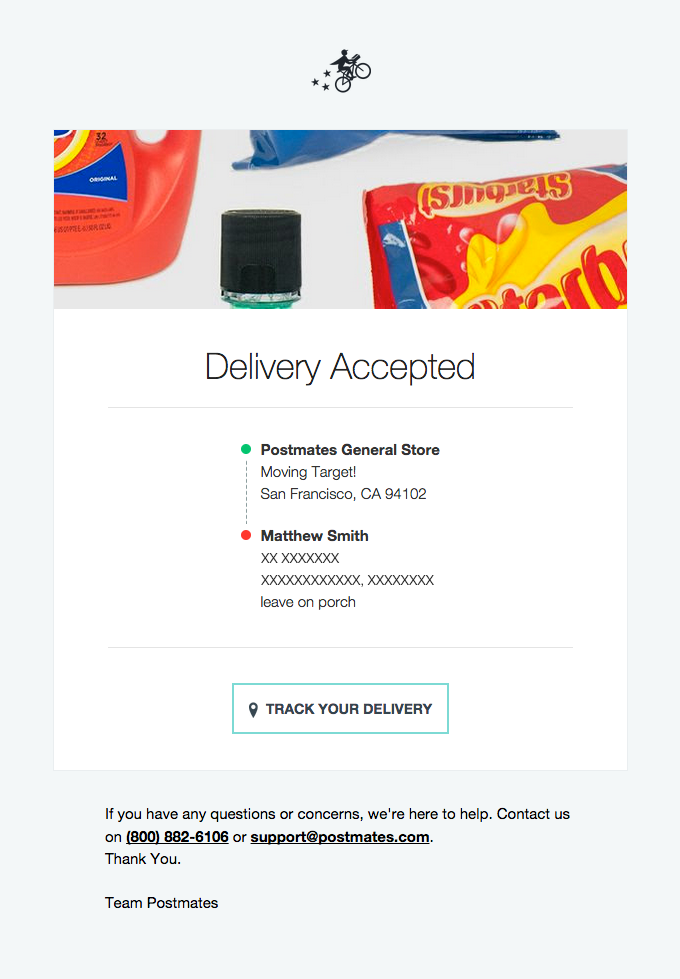 32
ORIGINAL
Starburst
Starb
Delivery Accepted
Postmates General Store
Moving Target!
San Francisco, CA 94102
Matthew Smith
XX XXXXXXX
XXXXXXXXXXXX, XXXXXXXX
leave on porch
TRACK YOUR DELIVERY
If you have any questions or concerns, we're here to help. Contact us
on (800) 882-6106 or support@postmates.com.
Thank You.
Team Postmates